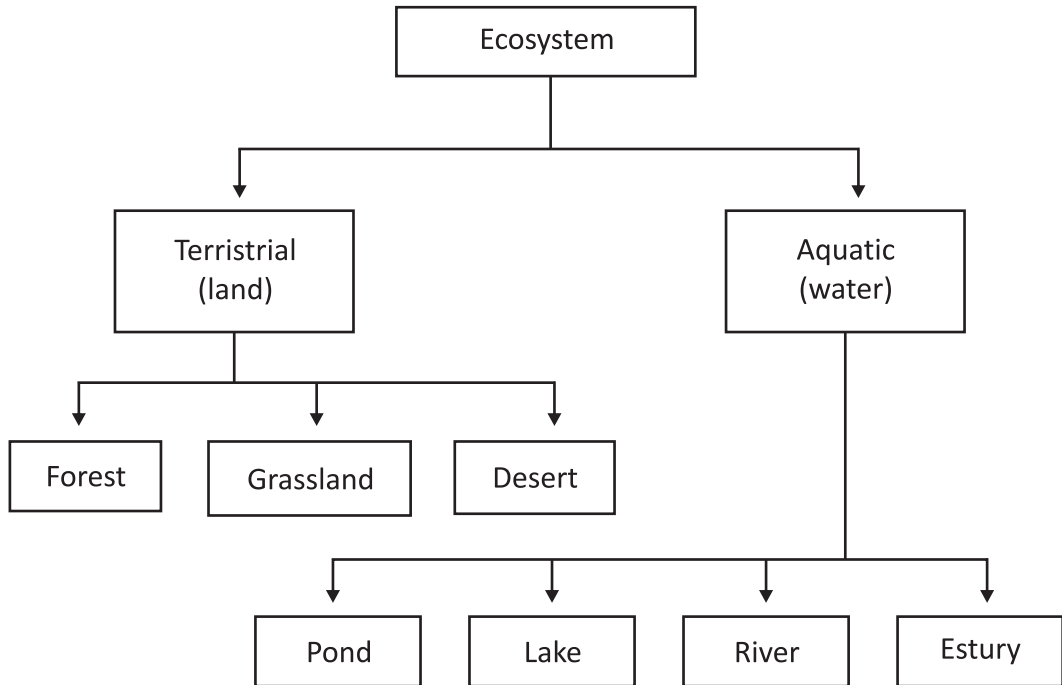 Ecosystem
Terristrial
(land)
Aquatic
(water)
Forest
Grassland
Desert
Pond
Lake
River
Estury